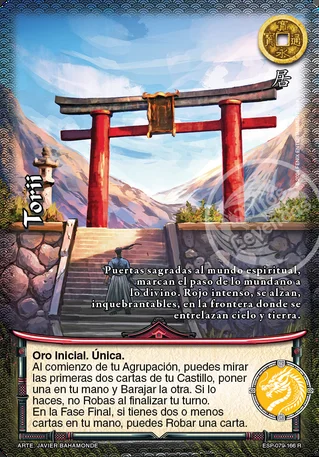 居
Torii
Puertas sagradas al mundo espiritual,
marcan el paso de lo mundano a
lo divino. Rojo intenso, se alzan,
inquebrantables, en la frontera donde se
entrelazan cielo y tierra.
Oro Inicial. Única.
Al comienzo de tu Agrupación, puedes mirar
las primeras dos cartas de Castillo, poner
una en tu mano y Barajar la otra. Si lo
haces, no Robas al finalizar tu turno.
En la Fase Final, si tienes dos o menos
cartas en tu mano, puedes Robar una carta.
ARTE: JAVIER BAHAMONDE
ESP-079-166 R